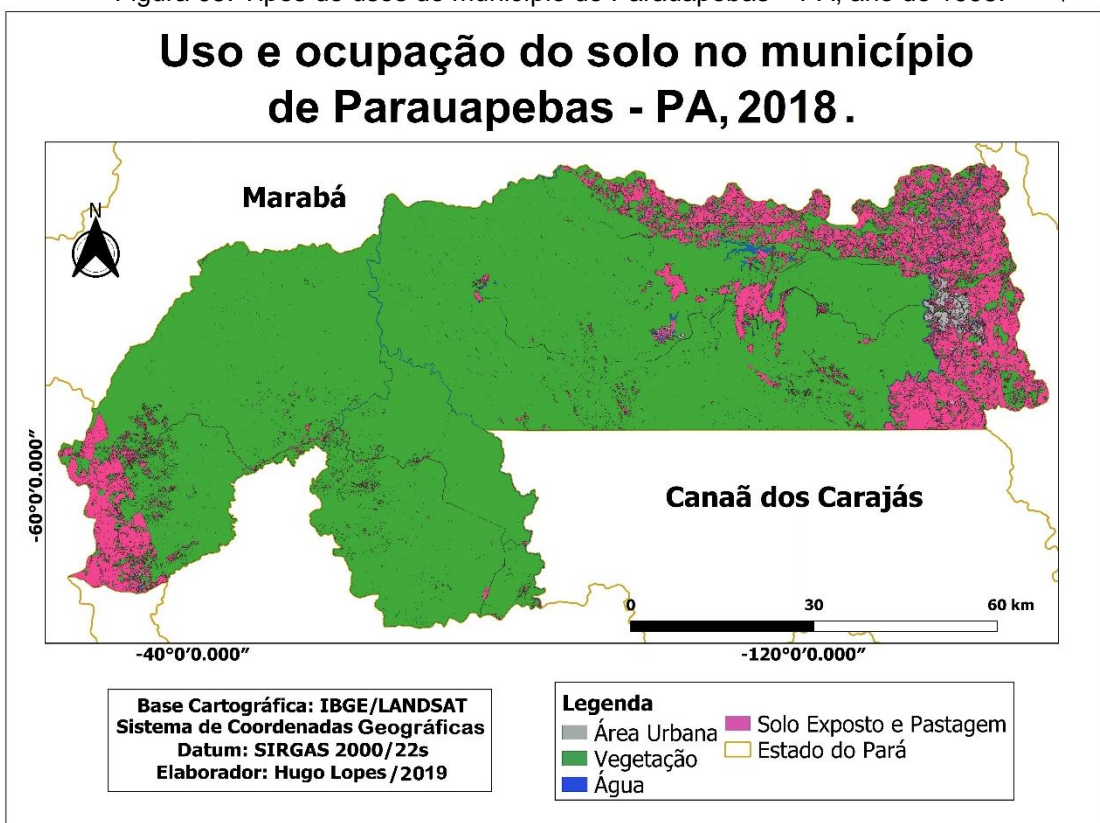 Uso e ocupação do solo no município
de Parauapebas - PA, 2018.
Marabá
N
Canaã dos Carajás
0 30 60 km
-60°0'0.000"
-40°0'0.000" -120°0'0.000"
Base Cartográfica: IBGE/LANDSAT
Sistema de Coordenadas Geográficas
Datum: SIRGAS 2000/22s
Elaborador: Hugo Lopes/2019
Legenda
Área Urbana
Vegetação
Água
Solo Exposto e Pastagem
Estado do Pará